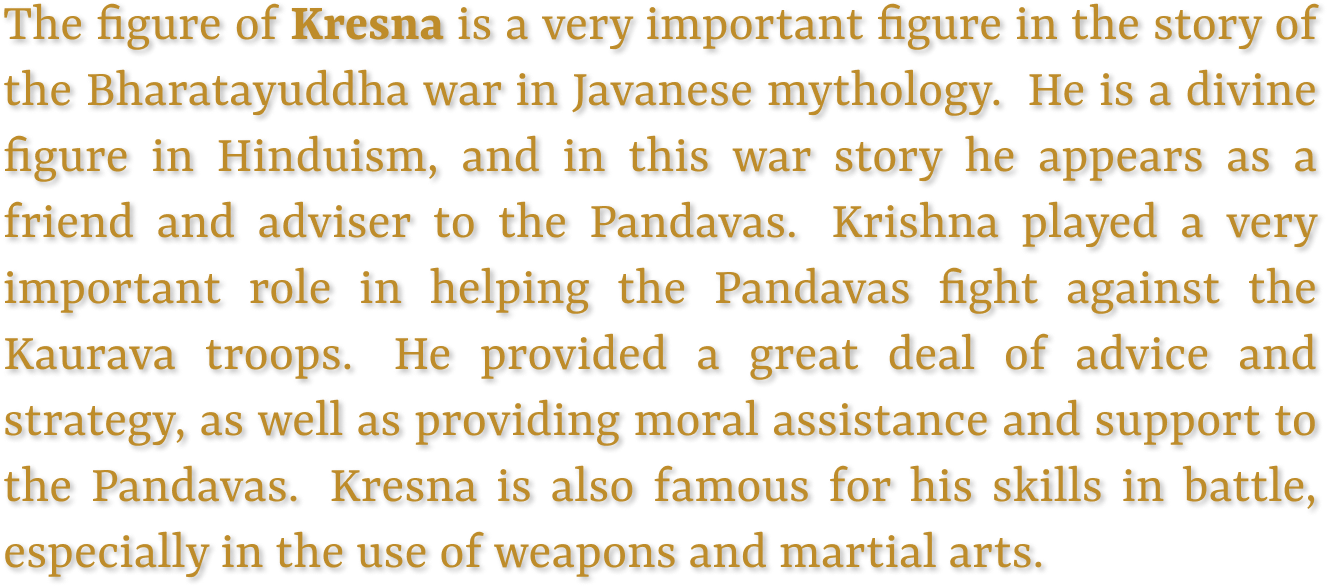 The figure of Kresna is a very important figure in the story of
the Bharatayuddha war in Javanese mythology. He is a divine
figure in Hinduism, and in this war story he appears as a
friend and adviser to the Pandavas. Krishna played a very
important role in helping the Pandavas fight against the
Kaurava troops. He provided a great deal of advice and
strategy, as well as providing moral assistance and support to
the Pandavas. Kresna is also famous for his skills in battle,
especially in the use of weapons and martial arts.